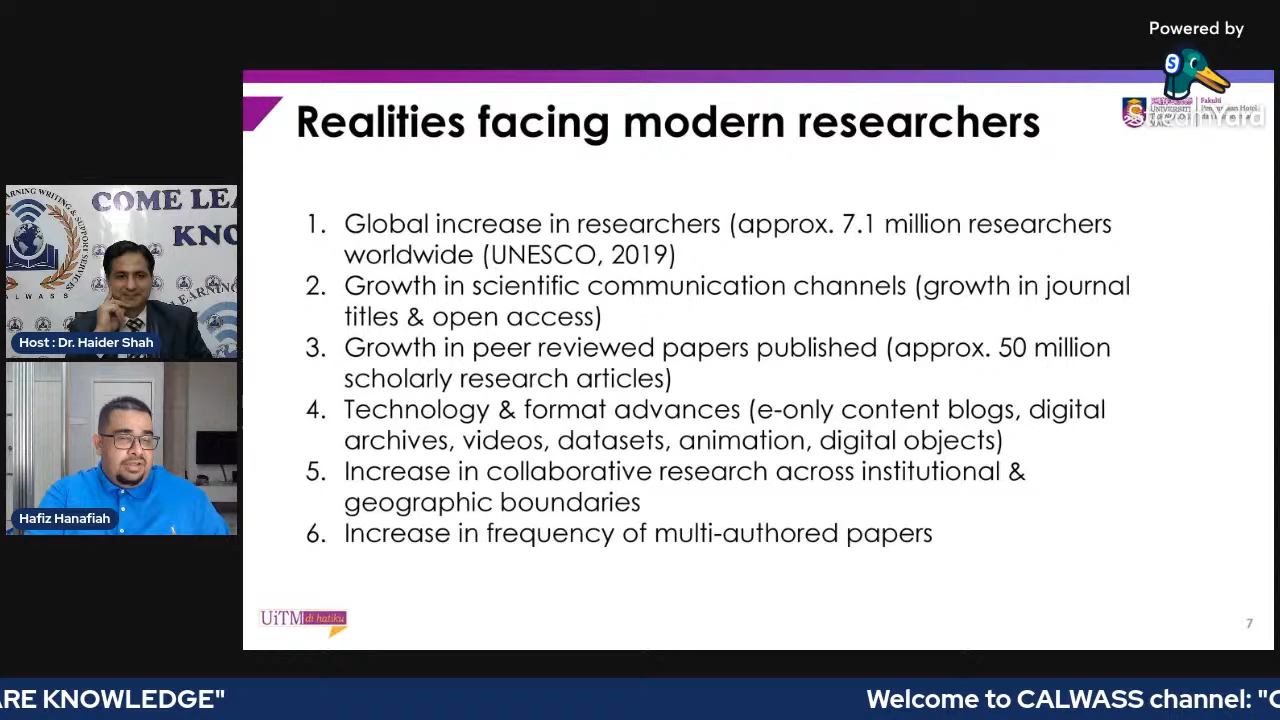 Powered by
StreamYard
Realities facing modern researchers
UNIVERSITI
Fakulti
COME LEA
KNO
Host : Dr. Haider Shah
Hafiz Hanafiah
1. Global increase in researchers (approx. 7.1 million researchers
worldwide (UNESCO, 2019)
2. Growth in scientific communication channels (growth in journal
titles & open access)
3. Growth in peer reviewed papers published (approx. 50 million
scholarly research articles)
4. Technology & format advances (e-only content blogs, digital
archives, videos, datasets, animation, digital objects)
5. Increase in collaborative research across institutional &
geographic boundaries
6. Increase in frequency of multi-authored papers
UiTM di hatiku
7
ARE KNOWLEDGE"
Welcome to CALWASS channel: "C